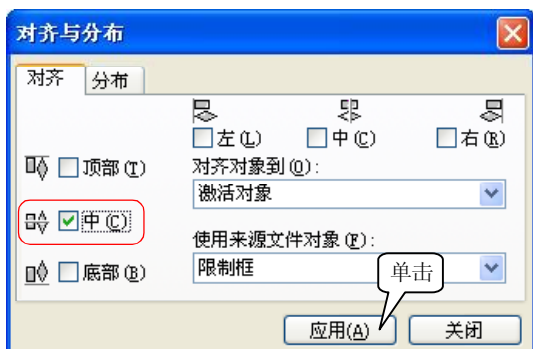 对齐与分布
对齐 分布
左(L) 中(C) 右(R)
顶部(T)
对齐对象到(O):
激活对象
中(C)
使用来源文件对象(F):
限制框
底部(B)
单击
应用(A) 关闭